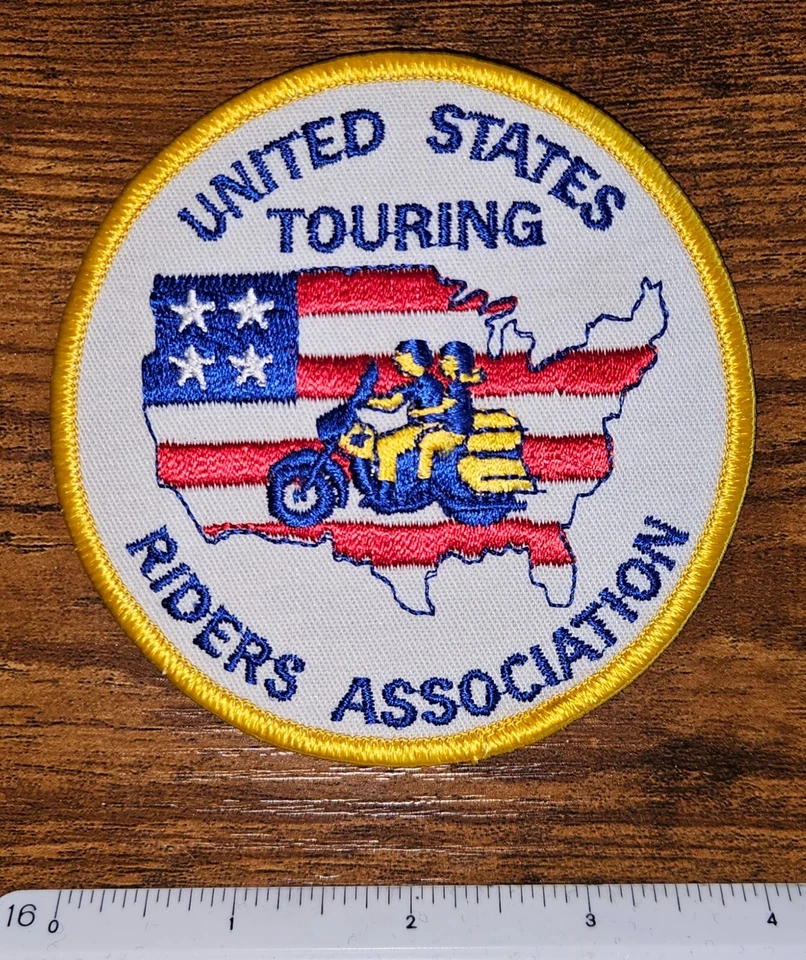 UNITED STATES
TOURING
RIDERS ASSOCIATION
16 0 1 2 3 4